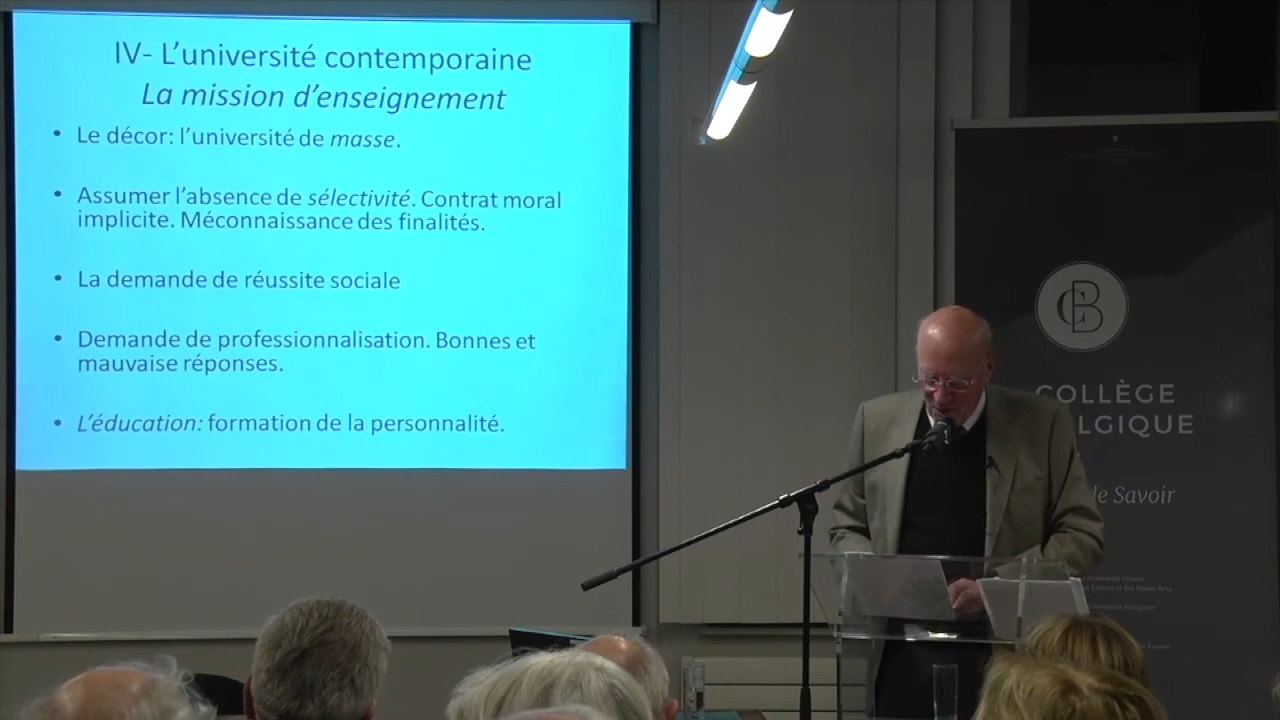 IV- L’université contemporaine
La mission d’enseignement
• Le décor: l’université de masse.
• Assumer l’absence de sélectivité. Contrat moral
implicite. Méconnaissance des finalités.
• La demande de réussite sociale
• Demande de professionnalisation. Bonnes et
mauvaise réponses.
• L’éducation: formation de la personnalité.
CB
COLLÈGE
LGIQUE
de Savoir